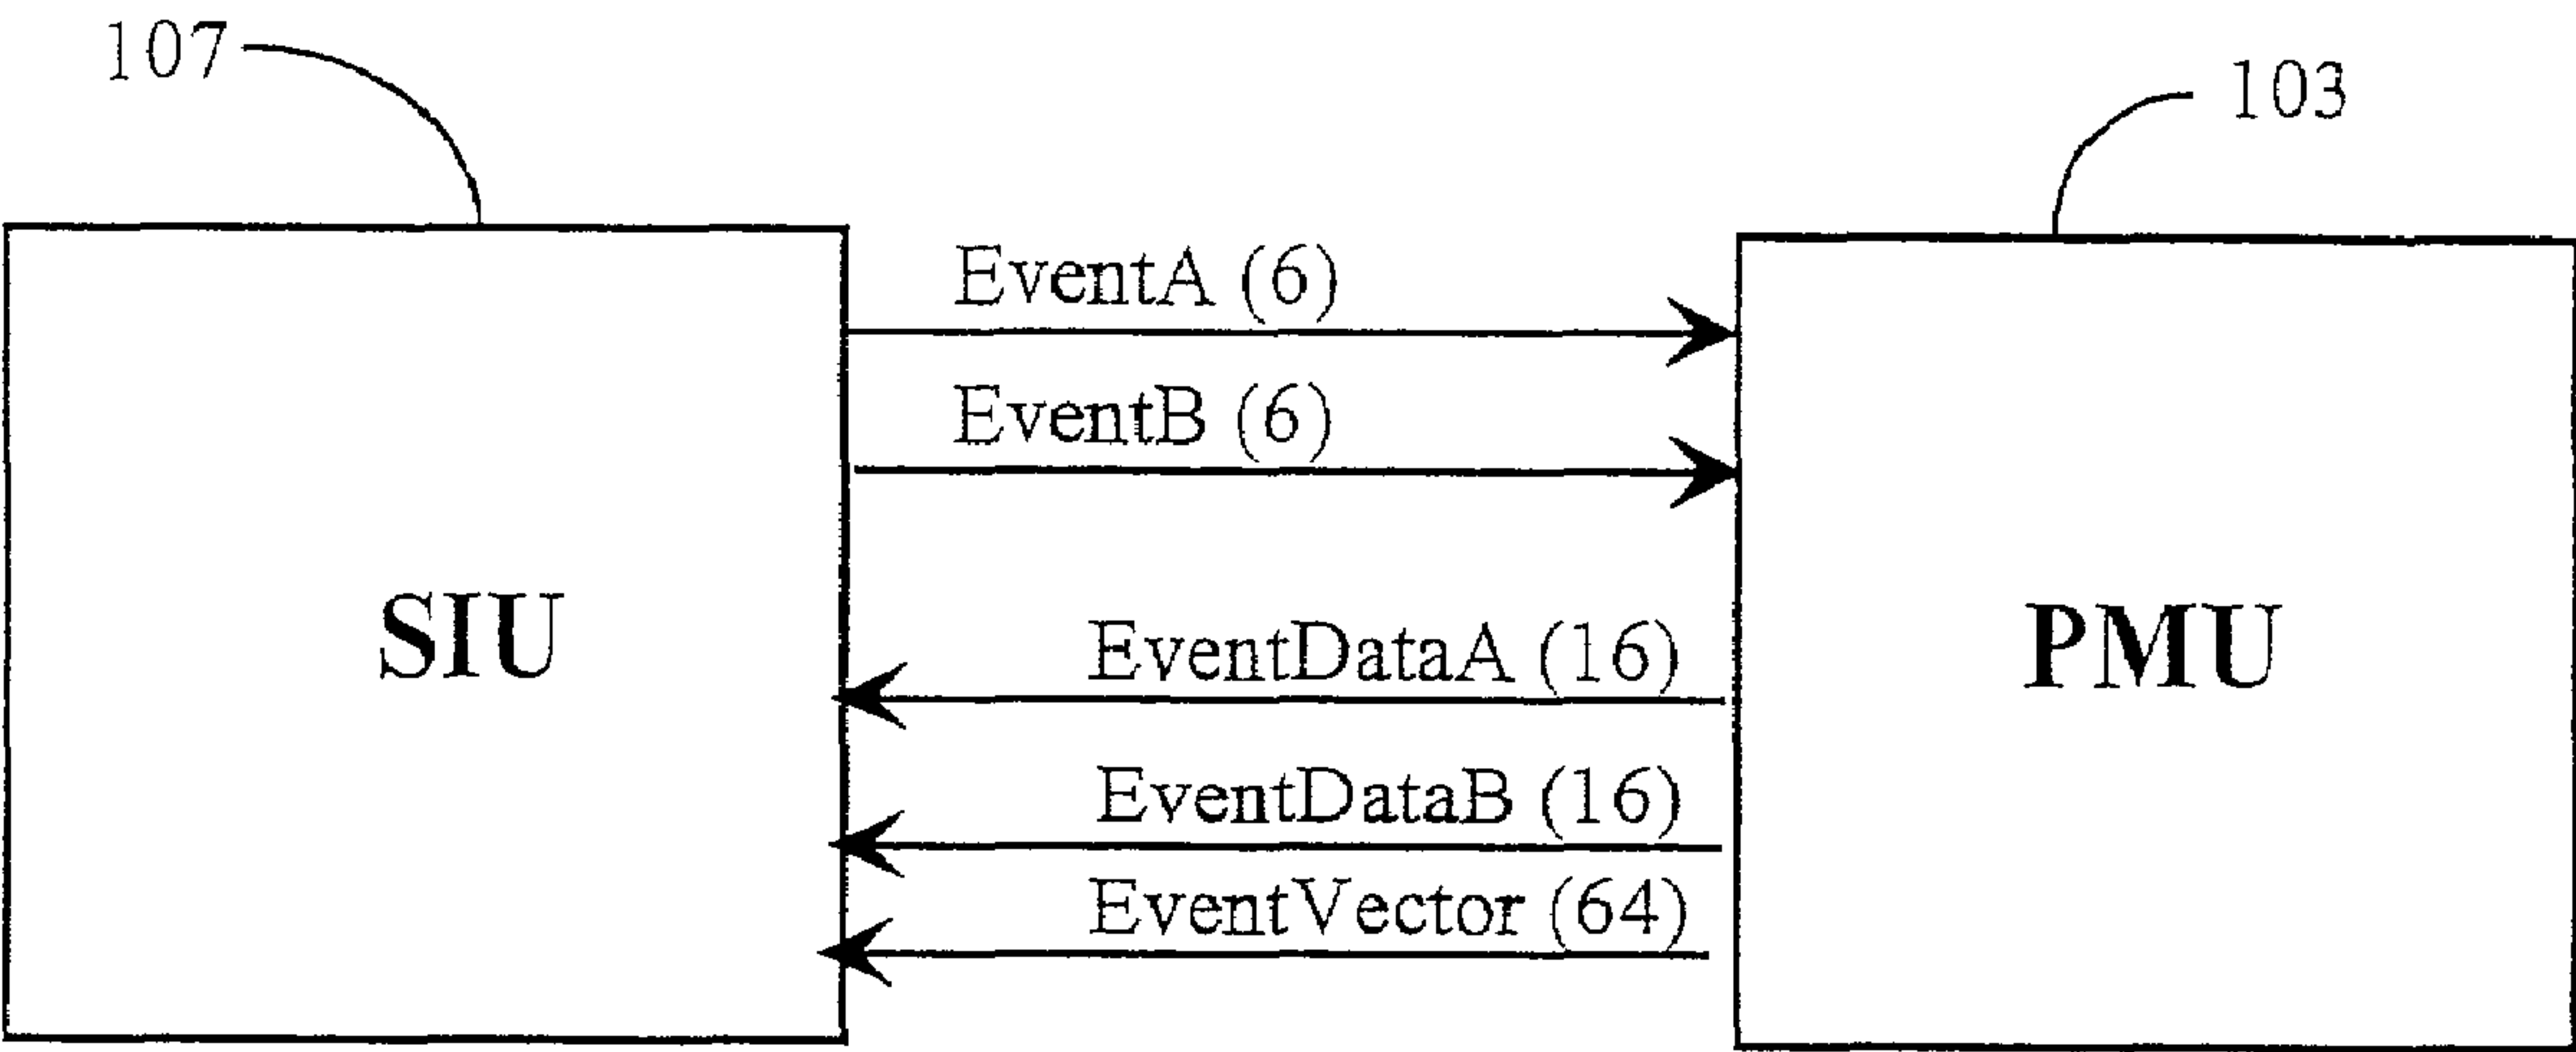 107
103
EventA (6)
EventB (6)
SIU
PMU
EventDataA (16)
EventDataB (16)
EventVector (64)